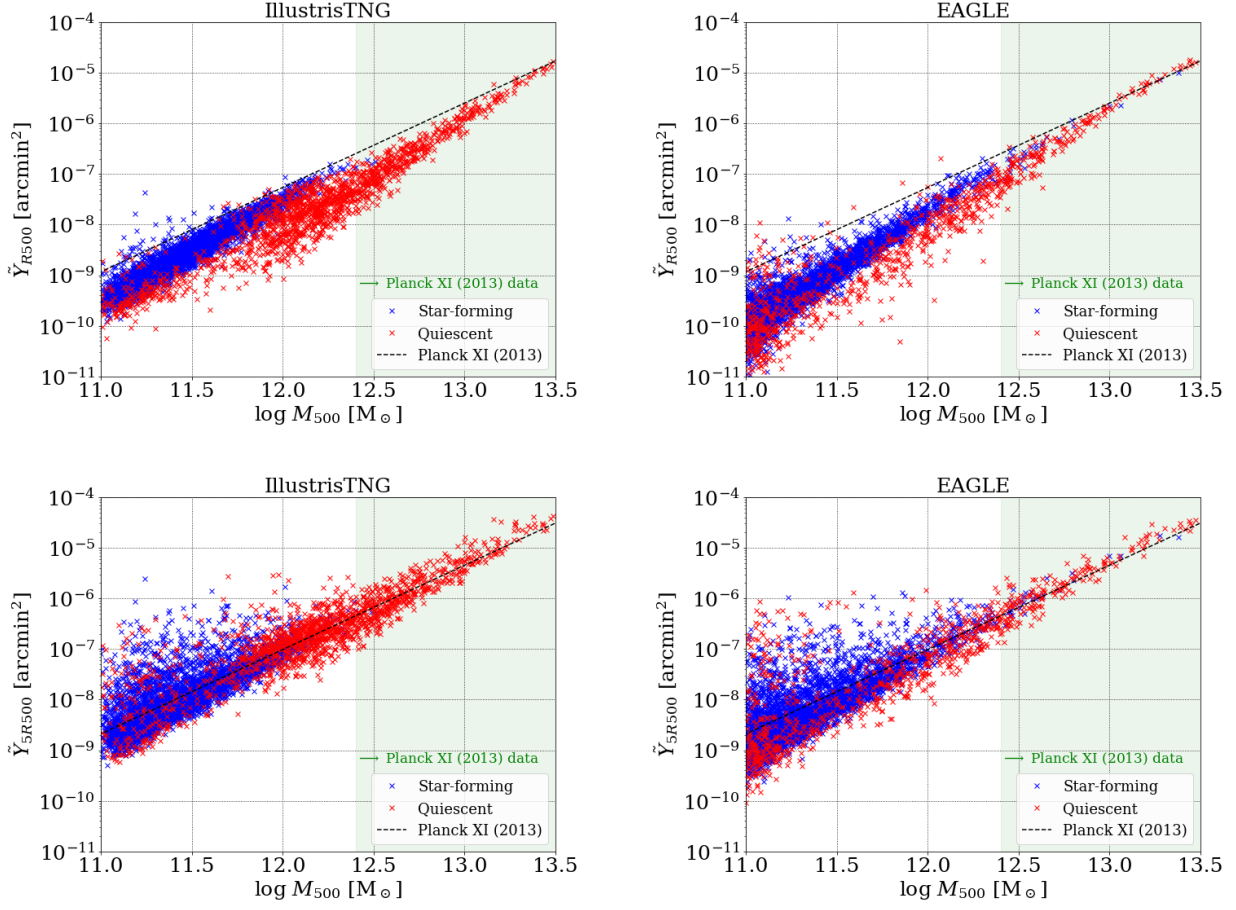 IllustrisTNG
10⁻⁴
10⁻⁵
10⁻⁶
10⁻⁷
10⁻⁸
10⁻⁹
10⁻¹⁰
10⁻¹¹
Ỹ_R500 [arcmin²]
→ Planck XI (2013) data
Star-forming
Quiescent
Planck XI (2013)
11.0 11.5 12.0 12.5 13.0 13.5
log M₅₀₀ [M⊙]
EAGLE
10⁻⁴
10⁻⁵
10⁻⁶
10⁻⁷
10⁻⁸
10⁻⁹
10⁻¹⁰
10⁻¹¹
Ỹ_R500 [arcmin²]
→ Planck XI (2013) data
Star-forming
Quiescent
Planck XI (2013)
11.0 11.5 12.0 12.5 13.0 13.5
log M₅₀₀ [M⊙]
IllustrisTNG
10⁻⁴
10⁻⁵
10⁻⁶
10⁻⁷
10⁻⁸
10⁻⁹
10⁻¹⁰
10⁻¹¹
Ỹ_5R500 [arcmin²]
→ Planck XI (2013) data
Star-forming
Quiescent
Planck XI (2013)
11.0 11.5 12.0 12.5 13.0 13.5
log M₅₀₀ [M⊙]
EAGLE
10⁻⁴
10⁻⁵
10⁻⁶
10⁻⁷
10⁻⁸
10⁻⁹
10⁻¹⁰
10⁻¹¹
Ỹ_5R500 [arcmin²]
→ Planck XI (2013) data
Star-forming
Quiescent
Planck XI (2013)
11.0 11.5 12.0 12.5 13.0 13.5
log M₅₀₀ [M⊙]